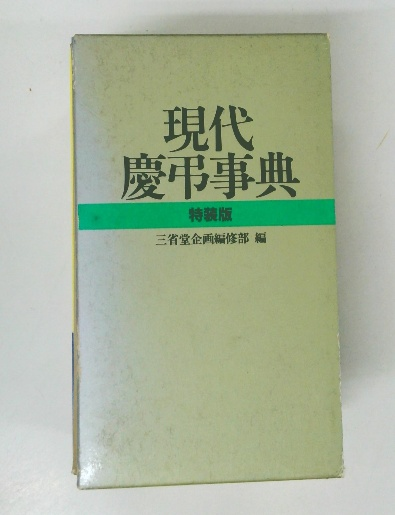 現代
慶弔事典
特装版
三省堂企画編修部 編